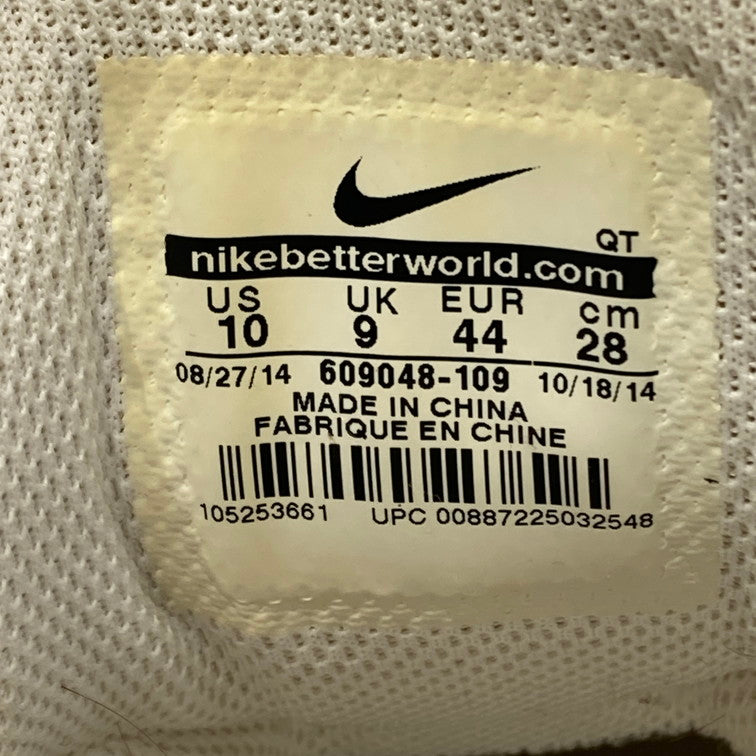 QT
nikebetterworld.com
US UK EUR cm
10 9 44 28
08/27/14 609048-109 10/18/14
MADE IN CHINA
FABRIQUE EN CHINE
105253661 UPC 00887225032548